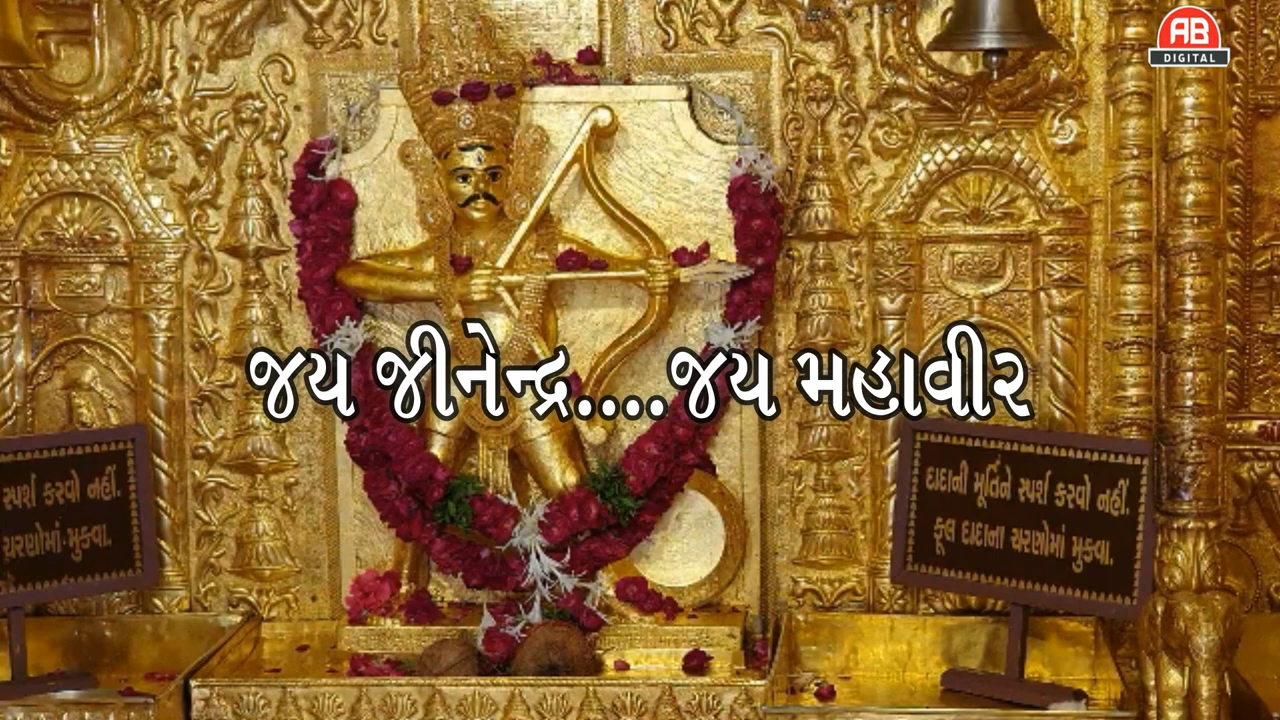 AB
DIGITAL
જય જીનેન્દ્ર....જય મહાવીર
સ્પર્શ કરવો નહીં.
ચરણોમાં મુકવા.
દાદાની મૂર્તિને સ્પર્શ કરવો નહીં.
ફૂલ દાદાના ચરણોમાં મુકવા.